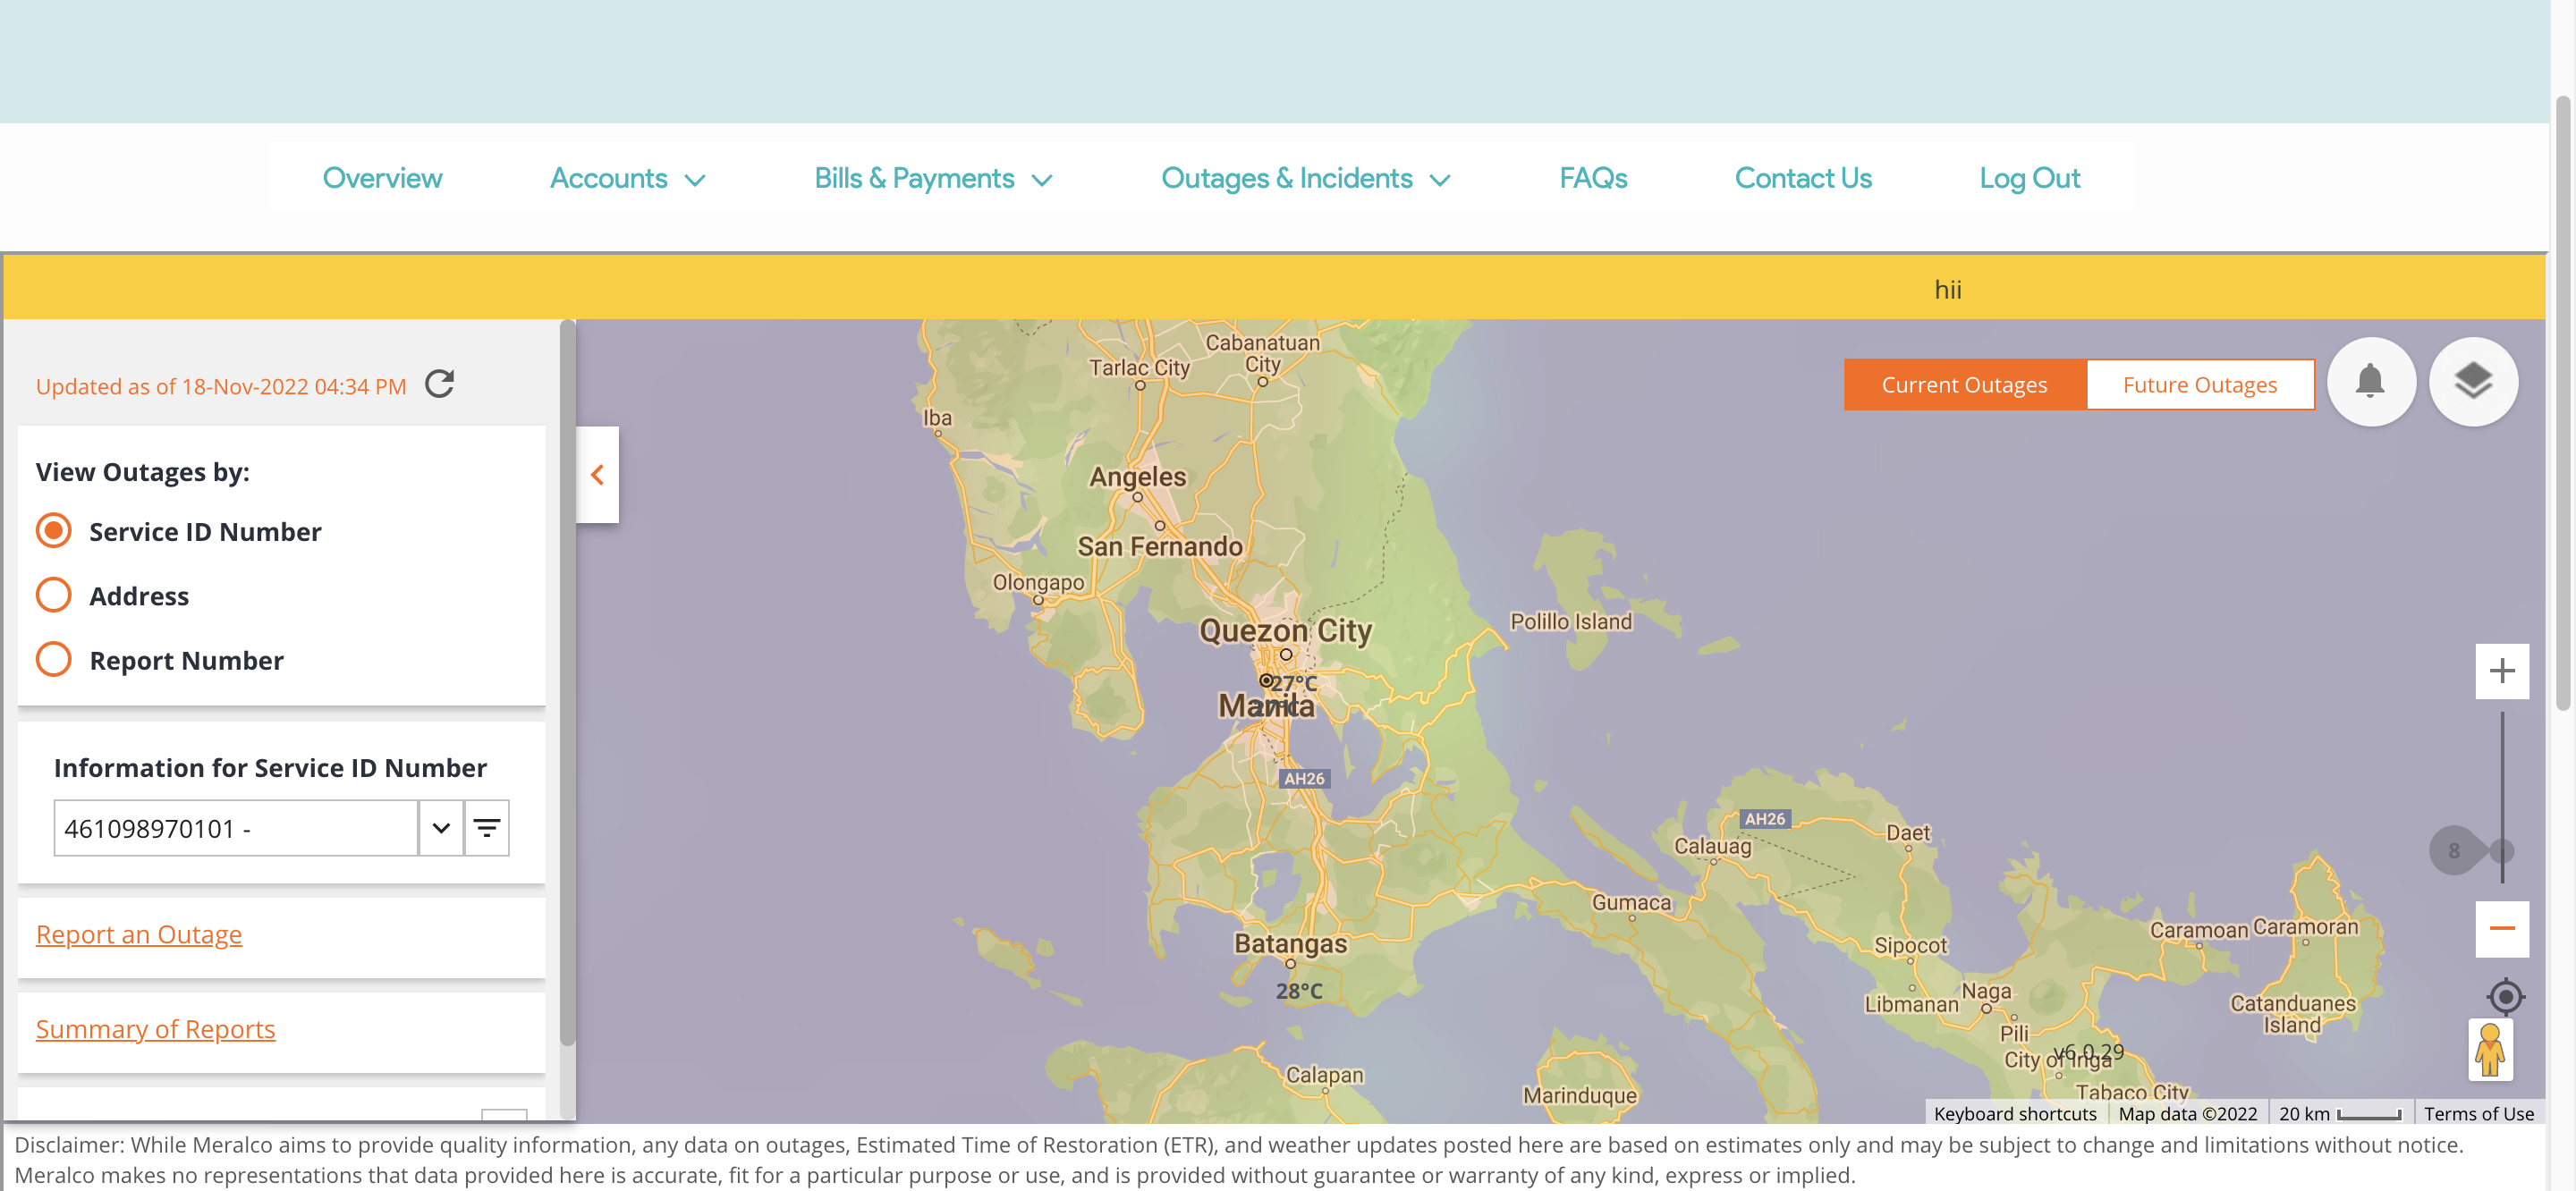 Overview Accounts Bills & Payments Outages & Incidents FAQs Contact Us Log Out
hii
Updated as of 18-Nov-2022 04:34 PM
View Outages by:
Service ID Number
Address
Report Number
Information for Service ID Number
461098970101 -
Report an Outage
Summary of Reports
Current Outages Future Outages
Cabanatuan
City
Tarlac City
Iba
Angeles
San Fernando
Olongapo
Quezon City
Polillo Island
27°C
Manila
AH26
AH26
Daet
Calauag
8
Gumaca
Caramoan Caramoran
Batangas
Sipocot
28°C
Naga
Libmanan
Catanduanes
Island
Pili
v6.0.29
City of Iriga
Calapan
Marinduque
Tabaco City
Keyboard shortcuts Map data ©2022 20 km Terms of Use
Disclaimer: While Meralco aims to provide quality information, any data on outages, Estimated Time of Restoration (ETR), and weather updates posted here are based on estimates only and may be subject to change and limitations without notice.
Meralco makes no representations that data provided here is accurate, fit for a particular purpose or use, and is provided without guarantee or warranty of any kind, express or implied.